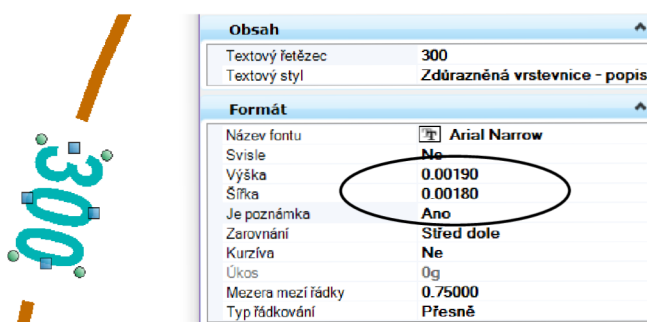 300
Obsah
Textový řetězec 300
Textový styl Zdůrazněná vrstevnice - popis
Formát
Název fontu Arial Narrow
Svisle Ne
Výška 0.00190
Šířka 0.00180
Je poznámka Ano
Zarovnání Střed dole
Kurzíva Ne
Úkos 0g
Mezera mezí řádky 0.75000
Typ řádkování Přesně